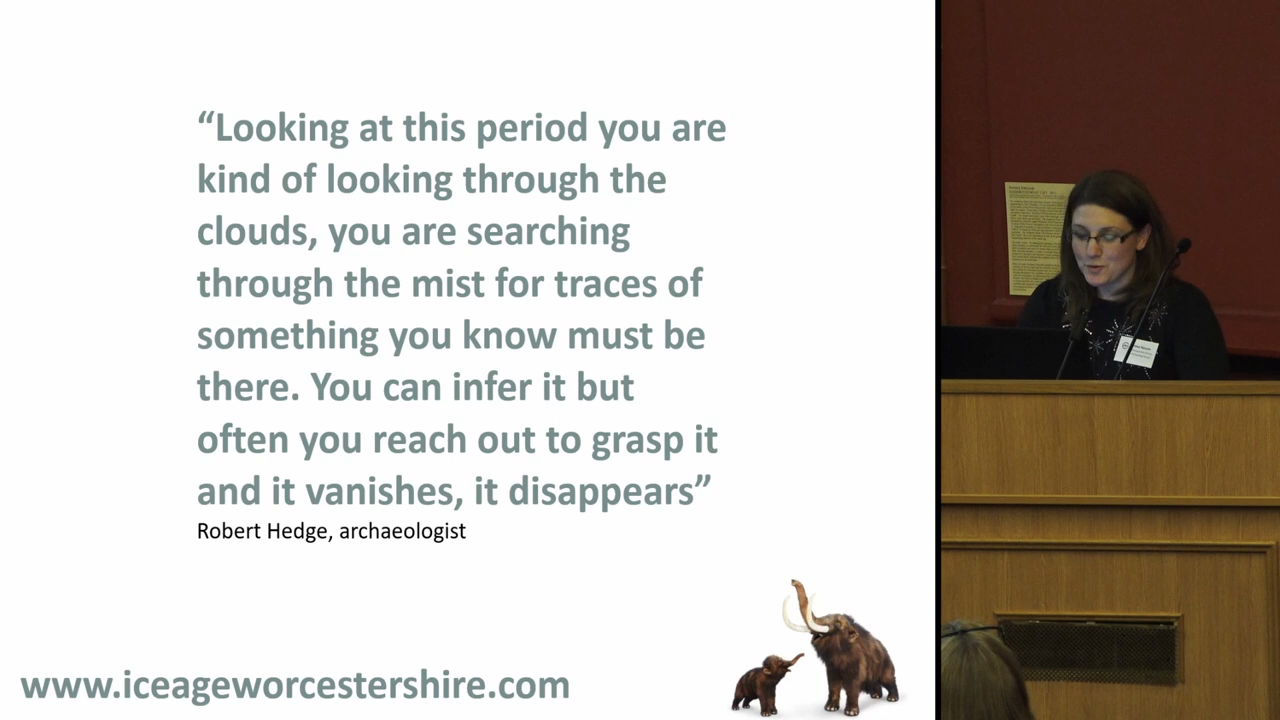 “Looking at this period you are
kind of looking through the
clouds, you are searching
through the mist for traces of
something you know must be
there. You can infer it but
often you reach out to grasp it
and it vanishes, it disappears”
Robert Hedge, archaeologist
www.iceageworcestershire.com